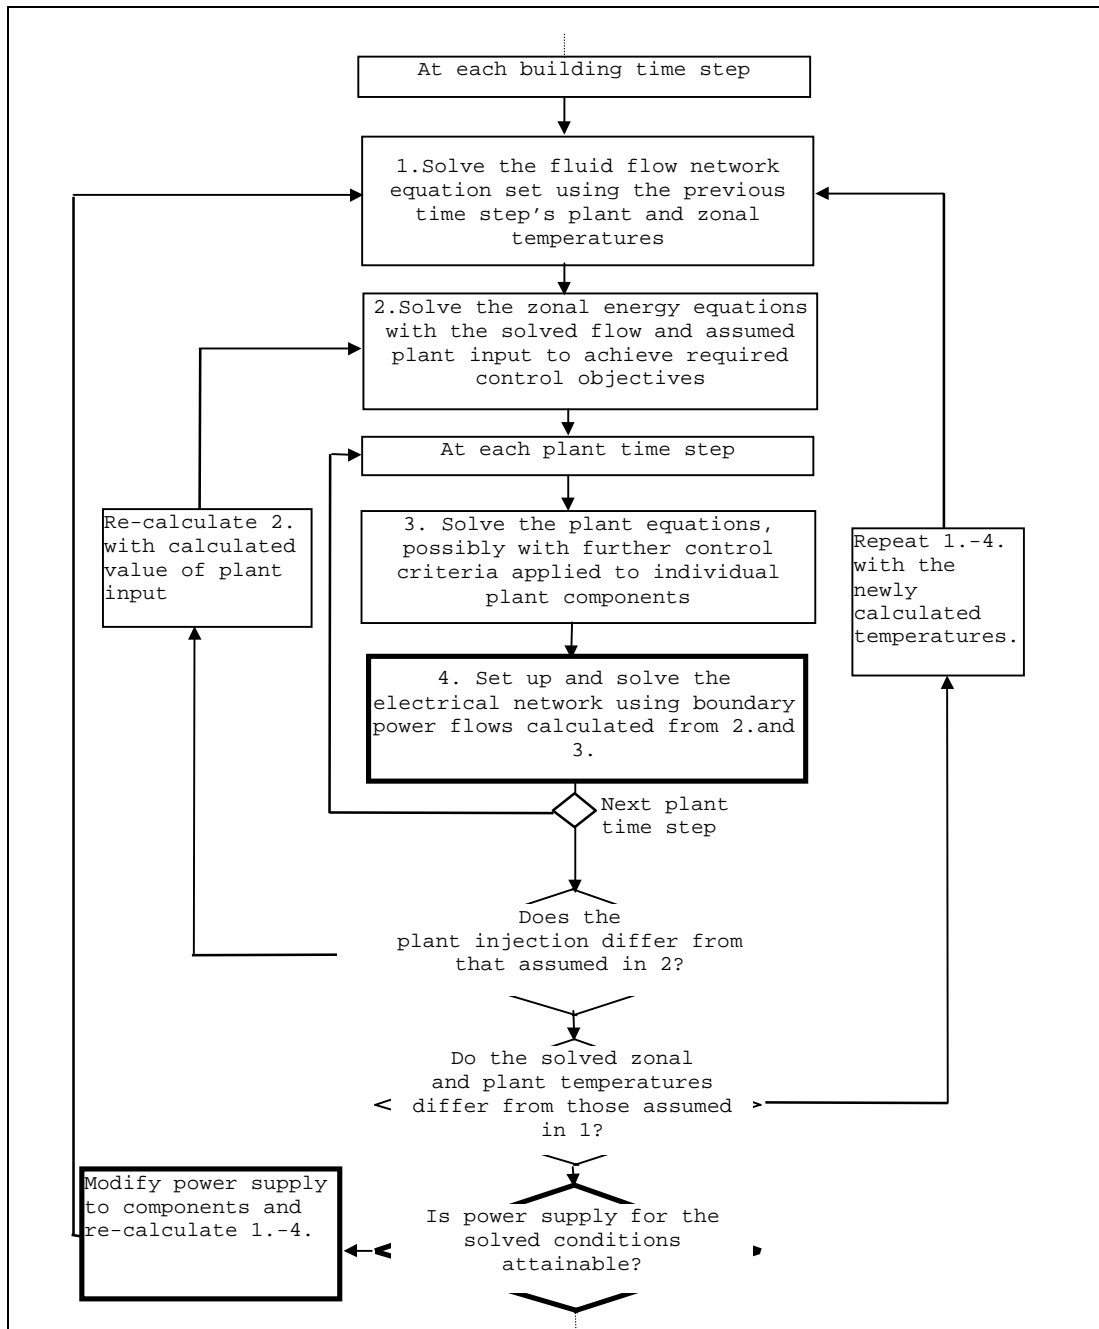 At each building time step
1.Solve the fluid flow network
equation set using the previous
time step's plant and zonal
temperatures
2.Solve the zonal energy equations
with the solved flow and assumed
plant input to achieve required
control objectives
At each plant time step
Re-calculate 2.
with calculated
value of plant
input
3. Solve the plant equations,
possibly with further control
criteria applied to individual
plant components
Repeat 1.-4.
with the
newly
calculated
temperatures.
4. Set up and solve the
electrical network using boundary
power flows calculated from 2.and
3.
Next plant
time step
Does the
plant injection differ from
that assumed in 2?
Do the solved zonal
and plant temperatures
differ from those assumed
in 1?
Modify power supply
to components and
re-calculate 1.-4.
Is power supply for the
solved conditions
attainable?